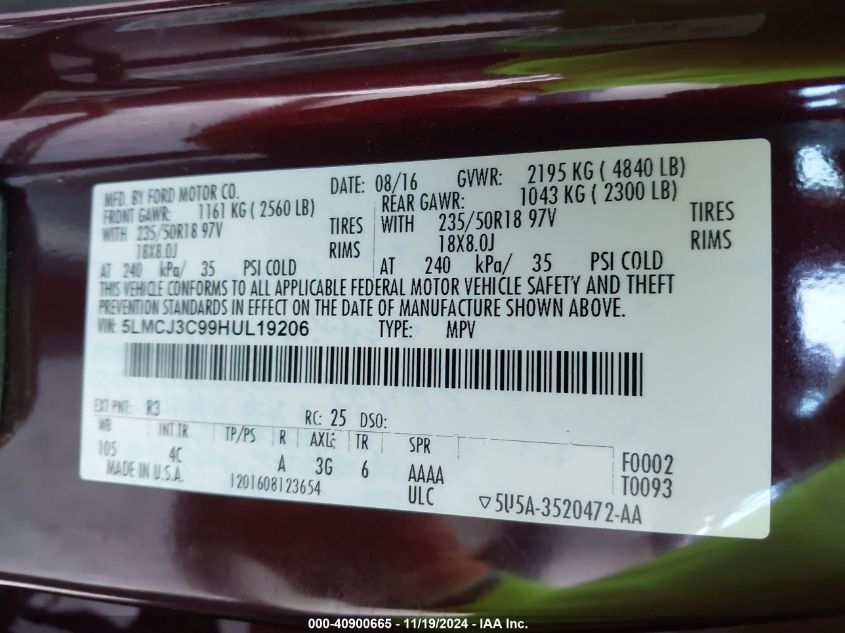 MFD. BY FORD MOTOR CO.
DATE: 08/16 GVWR: 2195 KG ( 4840 LB)
FRONT GAWR: 1161 KG ( 2560 LB)
REAR GAWR: 1043 KG ( 2300 LB)
WITH 235/50R18 97V TIRES
WITH 235/50R18 97V TIRES
18X8.0J RIMS
18X8.0J RIMS
AT 240 kPa/ 35 PSI COLD
AT 240 kPa/ 35 PSI COLD
THIS VEHICLE CONFORMS TO ALL APPLICABLE FEDERAL MOTOR VEHICLE SAFETY AND THEFT
PREVENTION STANDARDS IN EFFECT ON THE DATE OF MANUFACTURE SHOWN ABOVE.
VIN: 5LMCJ3C99HUL19206 TYPE: MPV
EXT PNT: R3 RC: 25 DSO:
WB INT TR TP/PS R AXLE TR SPR
105 4C A 3G 6 AAAA F0002
MADE IN U.S.A. 1201608123654 ULC T0093
5U5A-3520472-AA
000-40900665 - 11/19/2024 - IAA Inc.